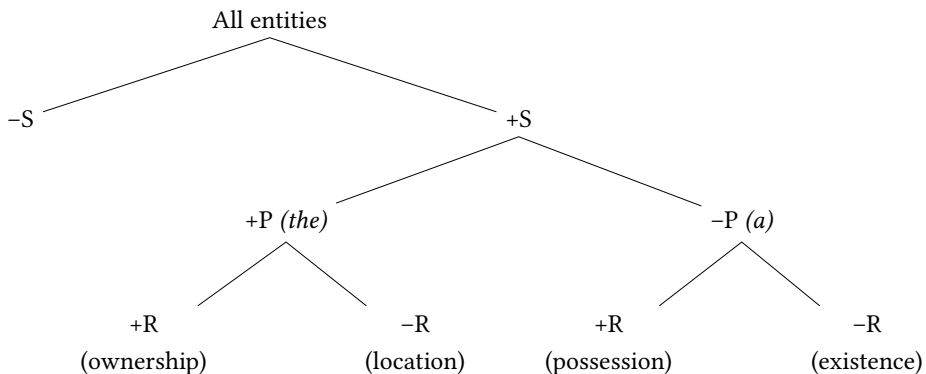 All entities
–S +S
+P (the) –P (a)
+R –R +R –R
(ownership) (location) (possession) (existence)